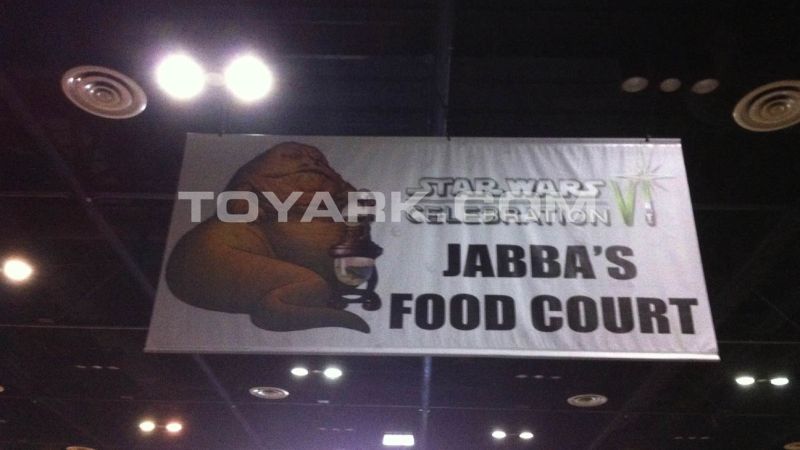 STAR WARS
CELEBRATION VI
TOYARK.COM
JABBA'S
FOOD COURT